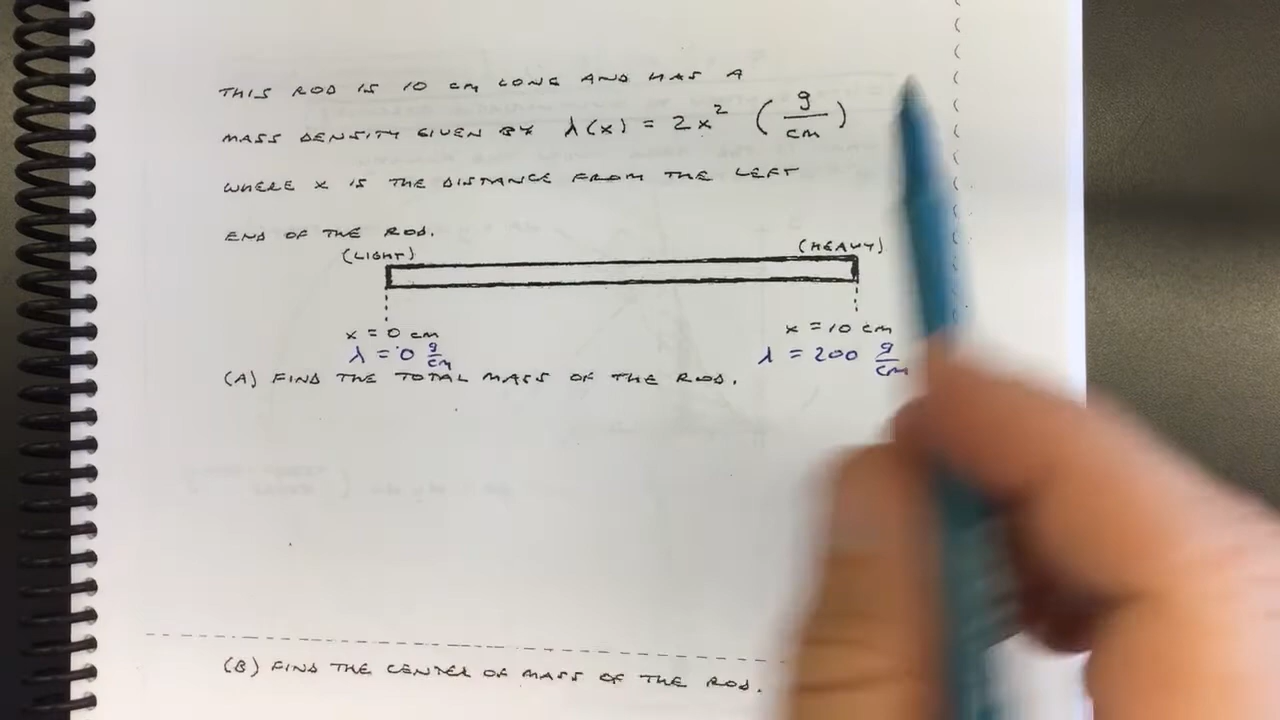 THIS ROD IS 10 cm LONG AND HAS A
MASS DENSITY GIVEN BY λ(x) = 2x² (g/cm)
WHERE X IS THE DISTANCE FROM THE LEFT
END OF THE ROD.
(LIGHT) (HEAVY)
x = 0 cm x = 10 cm
λ = 0 g/cm λ = 200 g/cm
(A) FIND THE TOTAL MASS OF THE ROD.
(B) FIND THE CENTER OF MASS OF THE ROD.